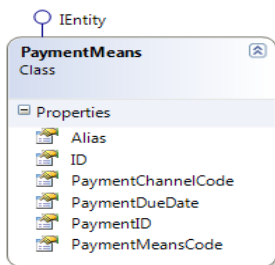 IEntity
PaymentMeans
Class
Properties
Alias
ID
PaymentChannelCode
PaymentDueDate
PaymentID
PaymentMeansCode